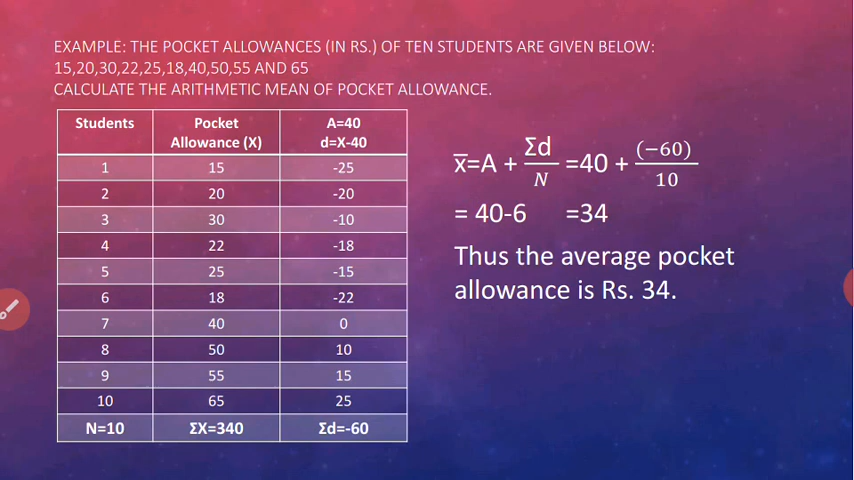 EXAMPLE: THE POCKET ALLOWANCES (IN RS.) OF TEN STUDENTS ARE GIVEN BELOW:
15,20,30,22,25,18,40,50,55 AND 65
CALCULATE THE ARITHMETIC MEAN OF POCKET ALLOWANCE.
Students Pocket Allowance (X) A=40 d=X-40
1 15 -25
2 20 -20
3 30 -10
4 22 -18
5 25 -15
6 18 -22
7 40 0
8 50 10
9 55 15
10 65 25
N=10 ΣX=340 Σd=-60
x̅=A + Σd/N =40 + (−60)/10
= 40-6 =34
Thus the average pocket
allowance is Rs. 34.